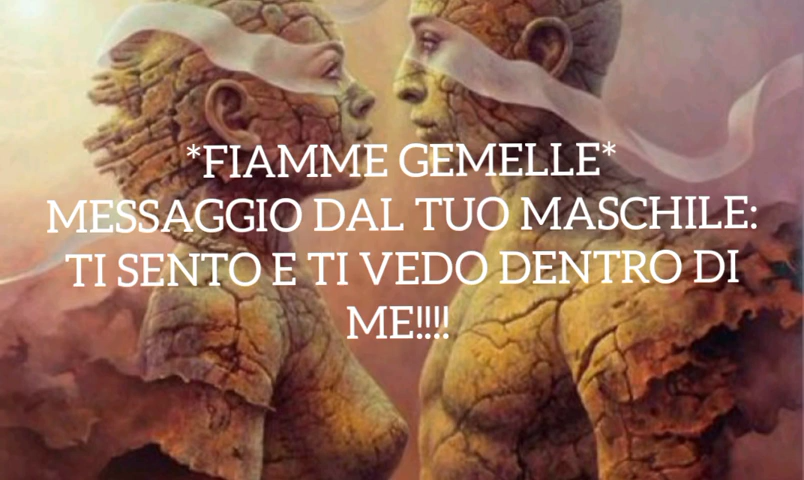 *FIAMME GEMELLE*
MESSAGGIO DAL TUO MASCHILE:
TI SENTO E TI VEDO DENTRO DI
ME!!!!